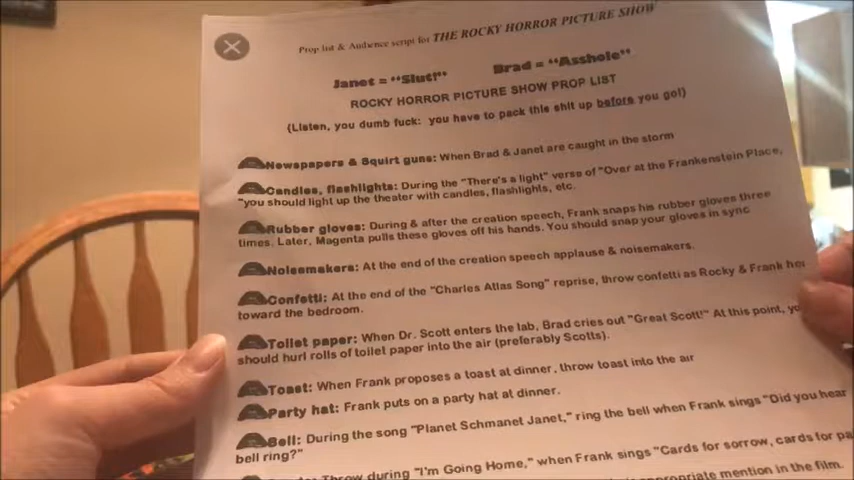 Prop list & Audience script for THE ROCKY HORROR PICTURE SHOW
Janet = "Slut!" Brad = "Asshole"
ROCKY HORROR PICTURE SHOW PROP LIST
(Listen, you dumb fuck: you have to pack this shit up before you go!)
Newspapers & Squirt guns: When Brad & Janet are caught in the storm
Candles, flashlights: During the "There's a light" verse of "Over at the Frankenstein Place,
"you should light up the theater with candles, flashlights, etc.
Rubber gloves: During & after the creation speech, Frank snaps his rubber gloves three
times. Later, Magenta pulls these gloves off his hands. You should snap your gloves in sync
Noisemakers: At the end of the creation speech applause & noisemakers.
Confetti: At the end of the "Charles Atlas Song" reprise, throw confetti as Rocky & Frank
toward the bedroom.
Toilet paper: When Dr. Scott enters the lab, Brad cries out "Great Scott!" At this point,
should hurl rolls of toilet paper into the air (preferably Scotts).
Toast: When Frank proposes a toast at dinner, throw toast into the air
Party hat: Frank puts on a party hat at dinner.
Bell: During the song "Planet Schmanet Janet," ring the bell when Frank sings "Did you hear
bell ring?"
Throw during "I'm Going Home," when Frank sings "Cards for sorrow, cards for
appropriate mention in the film.